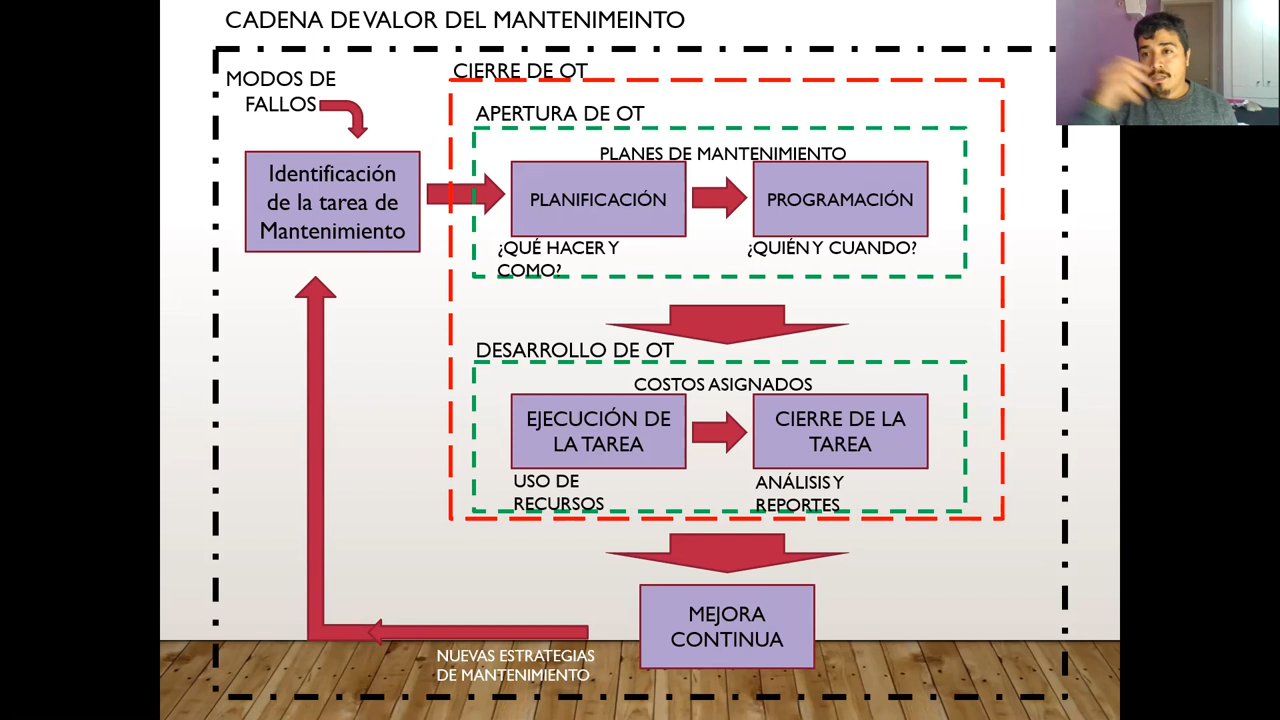 CADENA DE VALOR DEL MANTENIMEINTO
MODOS DE
FALLOS
CIERRE DE OT
APERTURA DE OT
PLANES DE MANTENIMIENTO
Identificación
de la tarea de
Mantenimiento
PLANIFICACIÓN
PROGRAMACIÓN
¿QUÉ HACER Y
COMO?
¿QUIÉN Y CUANDO?
DESARROLLO DE OT
COSTOS ASIGNADOS
EJECUCIÓN DE
LA TAREA
CIERRE DE LA
TAREA
USO DE
RECURSOS
ANÁLISIS Y
REPORTES
MEJORA
CONTINUA
NUEVAS ESTRATEGIAS
DE MANTENIMIENTO